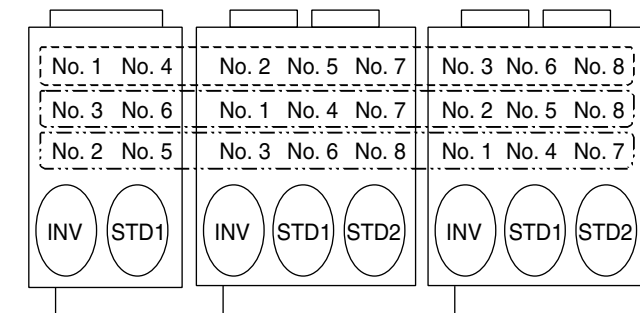 No. 1 No. 4 No. 2 No. 5 No. 7 No. 3 No. 6 No. 8
No. 3 No. 6 No. 1 No. 4 No. 7 No. 2 No. 5 No. 8
No. 2 No. 5 No. 3 No. 6 No. 8 No. 1 No. 4 No. 7
INV STD1 INV STD1 STD2 INV STD1 STD2